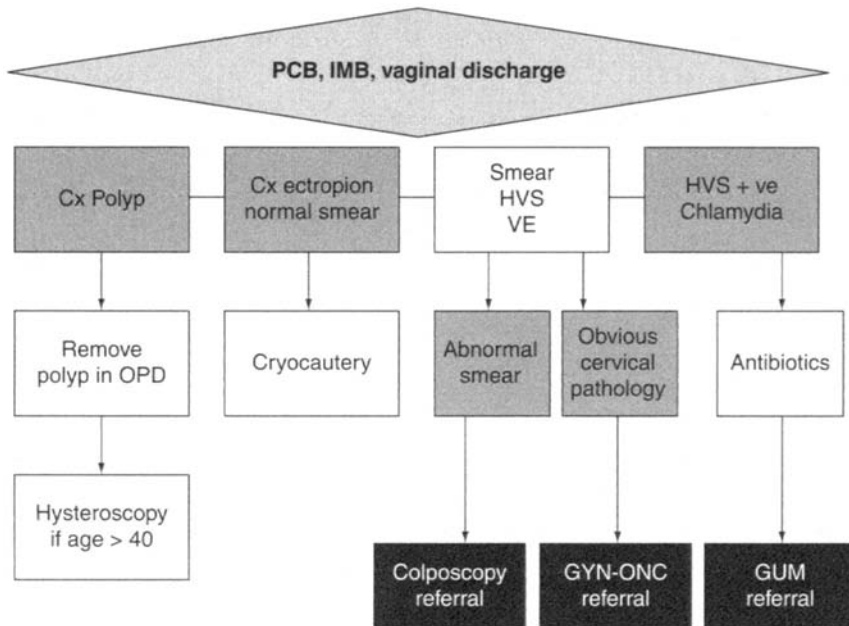 PCB, IMB, vaginal discharge
Cx Polyp
Cx ectropion
normal smear
Smear
HVS
VE
HVS + ve
Chlamydia
Remove
polyp in OPD
Cryocautery
Abnormal
smear
Obvious
cervical
pathology
Antibiotics
Hysteroscopy
if age > 40
Colposcopy
referral
GYN-ONC
referral
GUM
referral